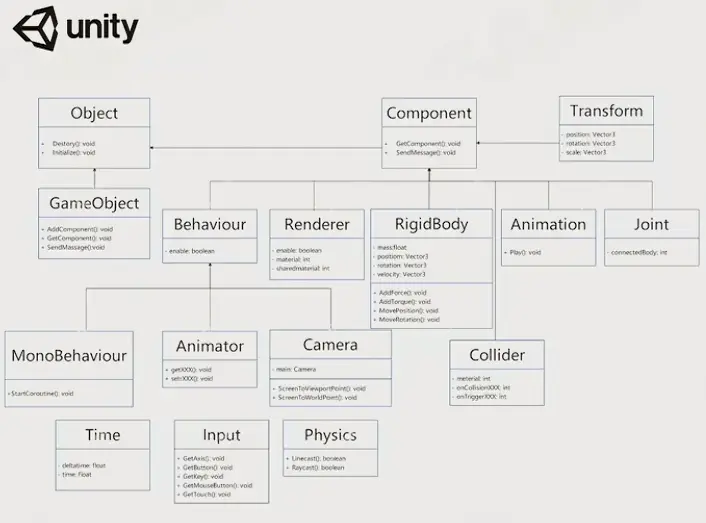 unity
Object
• Destory(): void
• Initialize(): void
Component
• GetComponent(): void
• SendMessage(): void
Transform
- position: Vector3
- rotation: Vector3
- scale: Vector3
GameObject
• AddComponent(): void
• GetComponent(): void
• SendMassage():void
Behaviour
- enable: boolean
Renderer
- enable: boolean
- material: int
- sharedmaterial: int
RigidBody
- mass:float
- position: Vector3
- rotation: Vector3
- velocity: Vector3
+ AddForce(): void
+ AddTorque(): void
+ MovePosition(): void
+ MoveRotation(): void
Animation
+ Play(): void
Joint
- connectedBody: int
MonoBehaviour
+StartCoroutine(): void
Animator
+ getXXX(): void
+ setXXX(): void
Camera
- main: Camera
+ ScreenToViewportPoint(): void
+ ScreenToWorldPoint(): void
Collider
- meterial: int
- onCollisionXXX: int
- onTriggerXXX: int
Time
- deltatime: float
- time: float
Input
+ GetAxis(): void
+ GetButton(): void
+ GetKey(): void
+ GetMouseButton(): void
+ GetTouch(): void
Physics
+ Linecast(): boolean
+ Raycast(): boolean